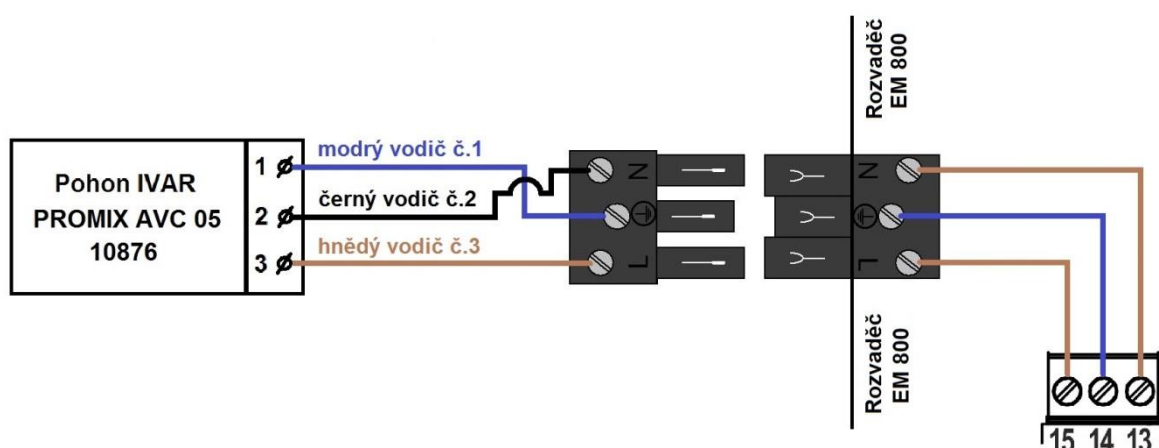 Pohon IVAR
PROMIX AVC 05
10876
1
2
3
modrý vodič č.1
černý vodič č.2
hnědý vodič č.3
N
L
N
L
Rozvaděč
EM 800
Rozvaděč
EM 800
15 14 13